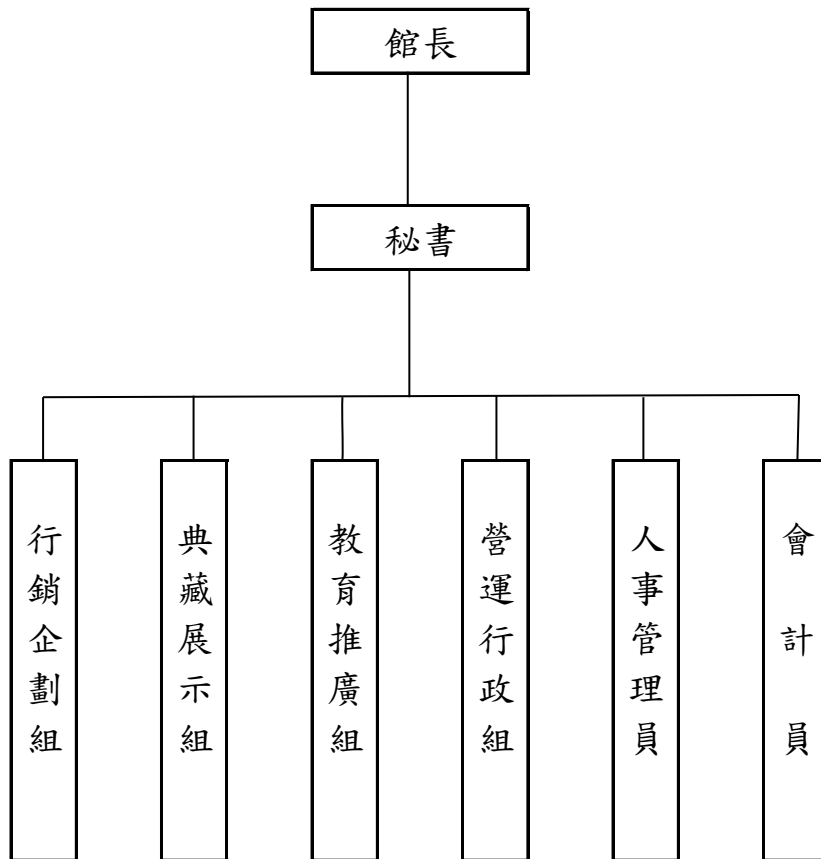 館長
秘書
行銷企劃組
典藏展示組
教育推廣組
營運行政組
人事管理員
會計員